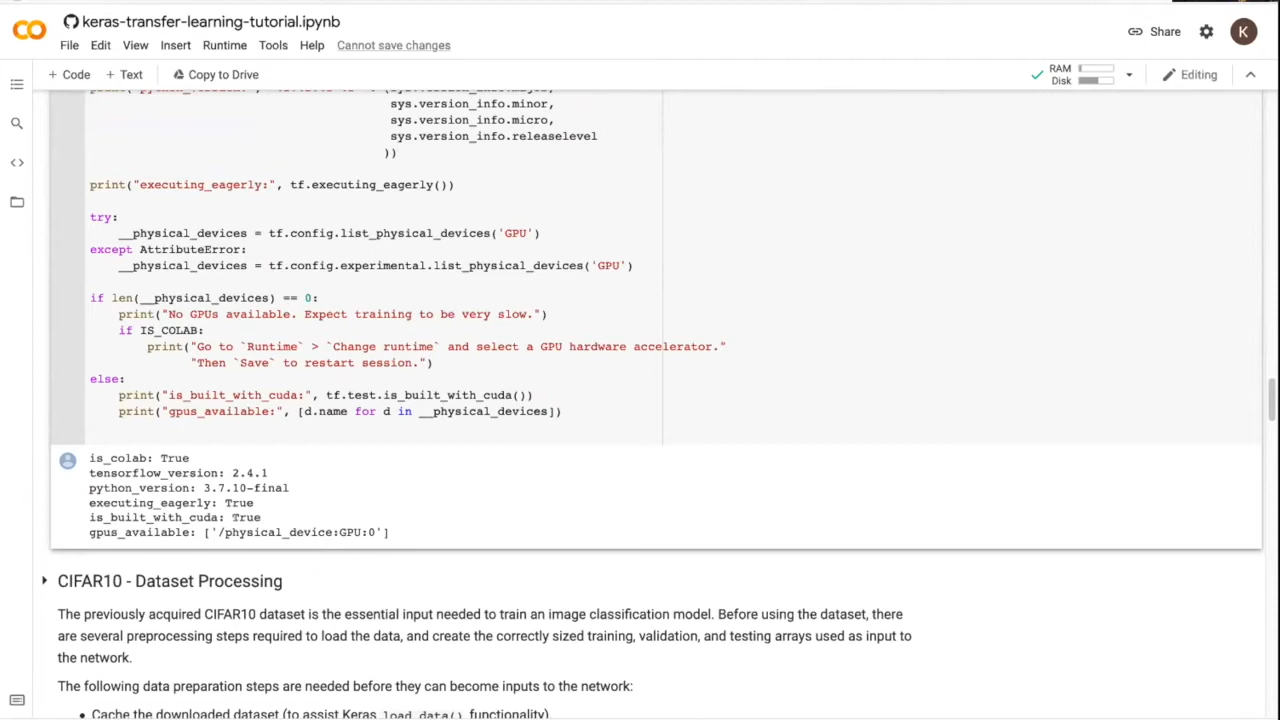 keras-transfer-learning-tutorial.ipynb
Share
K
File Edit View Insert Runtime Tools Help Cannot save changes
+ Code + Text Copy to Drive
RAM
Disk
Editing
sys.version_info.minor,
sys.version_info.micro,
sys.version_info.releaselevel
))
print("executing_eagerly:", tf.executing_eagerly())
try:
__physical_devices = tf.config.list_physical_devices('GPU')
except AttributeError:
__physical_devices = tf.config.experimental.list_physical_devices('GPU')
if len(__physical_devices) == 0:
print("No GPUs available. Expect training to be very slow.")
if IS_COLAB:
print("Go to `Runtime` > `Change runtime` and select a GPU hardware accelerator."
"Then `Save` to restart session.")
else:
print("is_built_with_cuda:", tf.test.is_built_with_cuda())
print("gpus_available:", [d.name for d in __physical_devices])
is_colab: True
tensorflow_version: 2.4.1
python_version: 3.7.10-final
executing_eagerly: True
is_built_with_cuda: True
gpus_available: ['/physical_device:GPU:0']
CIFAR10 - Dataset Processing
The previously acquired CIFAR10 dataset is the essential input needed to train an image classification model. Before using the dataset, there
are several preprocessing steps required to load the data, and create the correctly sized training, validation, and testing arrays used as input to
the network.
The following data preparation steps are needed before they can become inputs to the network:
• Cache the downloaded dataset (to assist Keras load_data() functionality)